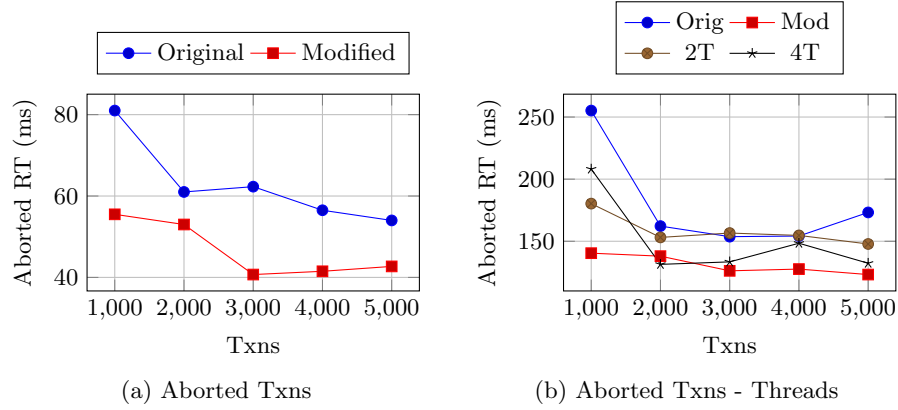 Original Modified
Aborted RT (ms)
80
60
40
1,000 2,000 3,000 4,000 5,000
Txns
(a) Aborted Txns
Orig Mod
2T 4T
Aborted RT (ms)
250
200
150
1,000 2,000 3,000 4,000 5,000
Txns
(b) Aborted Txns - Threads